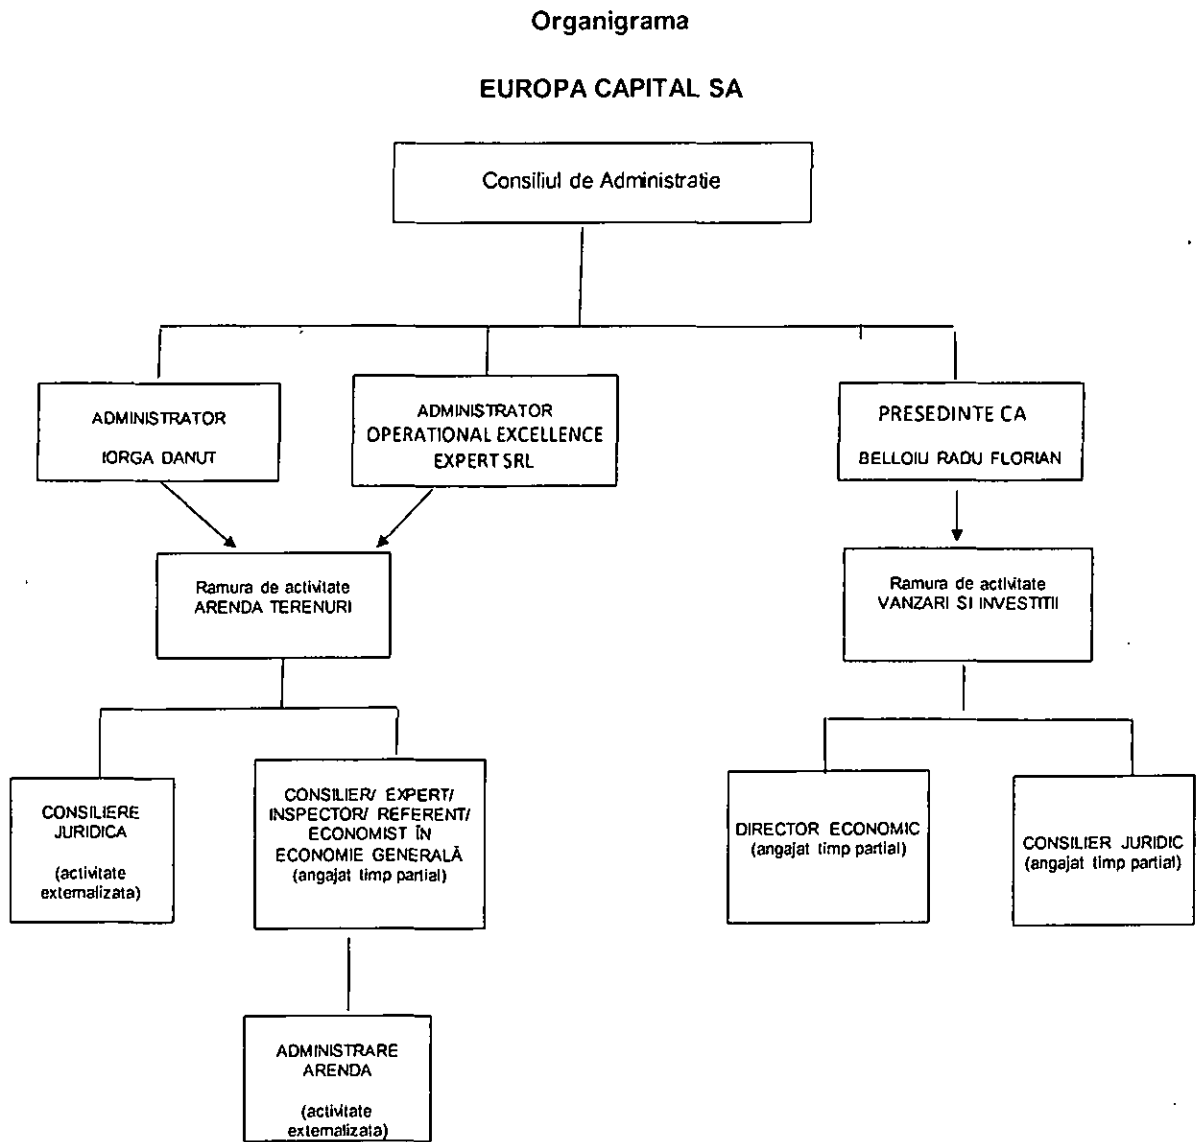 Organigrama
EUROPA CAPITAL SA
Consiliul de Administratie
ADMINISTRATOR
IORGA DANUT
ADMINISTRATOR
OPERATIONAL EXCELLENCE
EXPERT SRL
PRESEDINTE CA
BELLOIU RADU FLORIAN
Ramura de activitate
ARENDA TERENURI
Ramura de activitate
VANZARI SI INVESTITII
CONSILIERE
JURIDICA
(activitate
externalizata)
CONSILIER/ EXPERT/
INSPECTOR/ REFERENT/
ECONOMIST ÎN
ECONOMIE GENERALĂ
(angajat timp partial)
DIRECTOR ECONOMIC
(angajat timp partial)
CONSILIER JURIDIC
(angajat timp partial)
ADMINISTRARE
ARENDA
(activitate
externalizata)